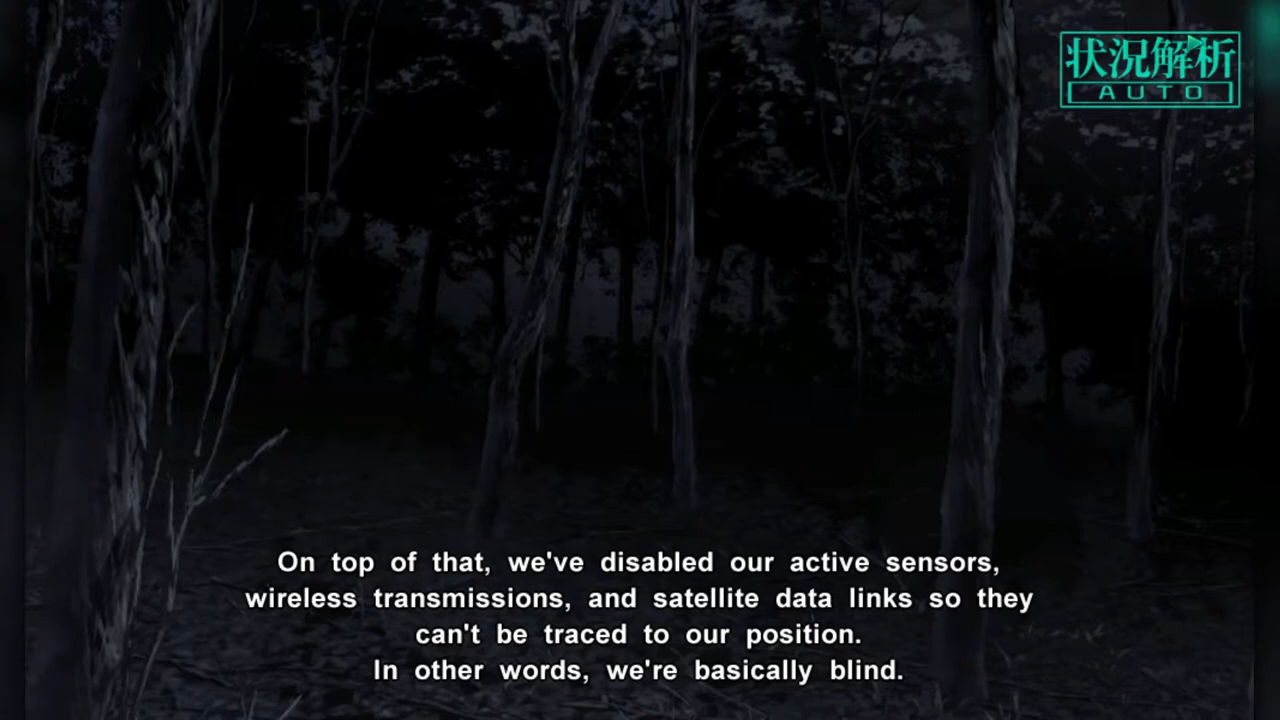 状況解析
AUTO
On top of that, we've disabled our active sensors,
wireless transmissions, and satellite data links so they
can't be traced to our position.
In other words, we're basically blind.